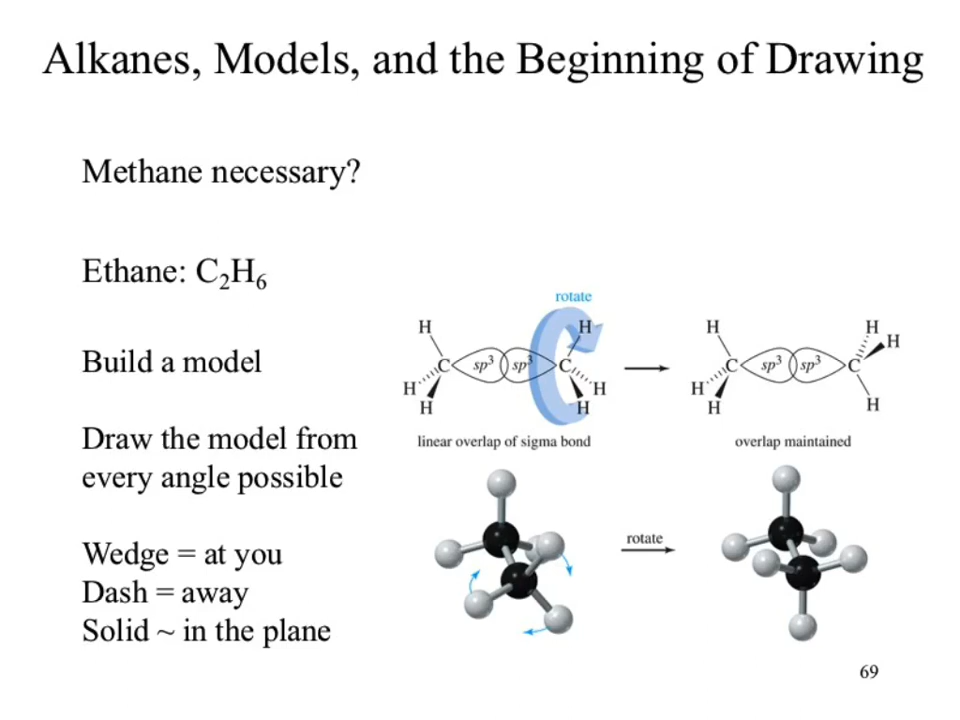 Alkanes, Models, and the Beginning of Drawing
Methane necessary?
Ethane: C₂H₆
Build a model
Draw the model from
every angle possible
Wedge = at you
Dash = away
Solid ~ in the plane
rotate
H H H H
H
C sp³ sp³ C C sp³ sp³ C
H H H
H H H H
linear overlap of sigma bond overlap maintained
rotate
69